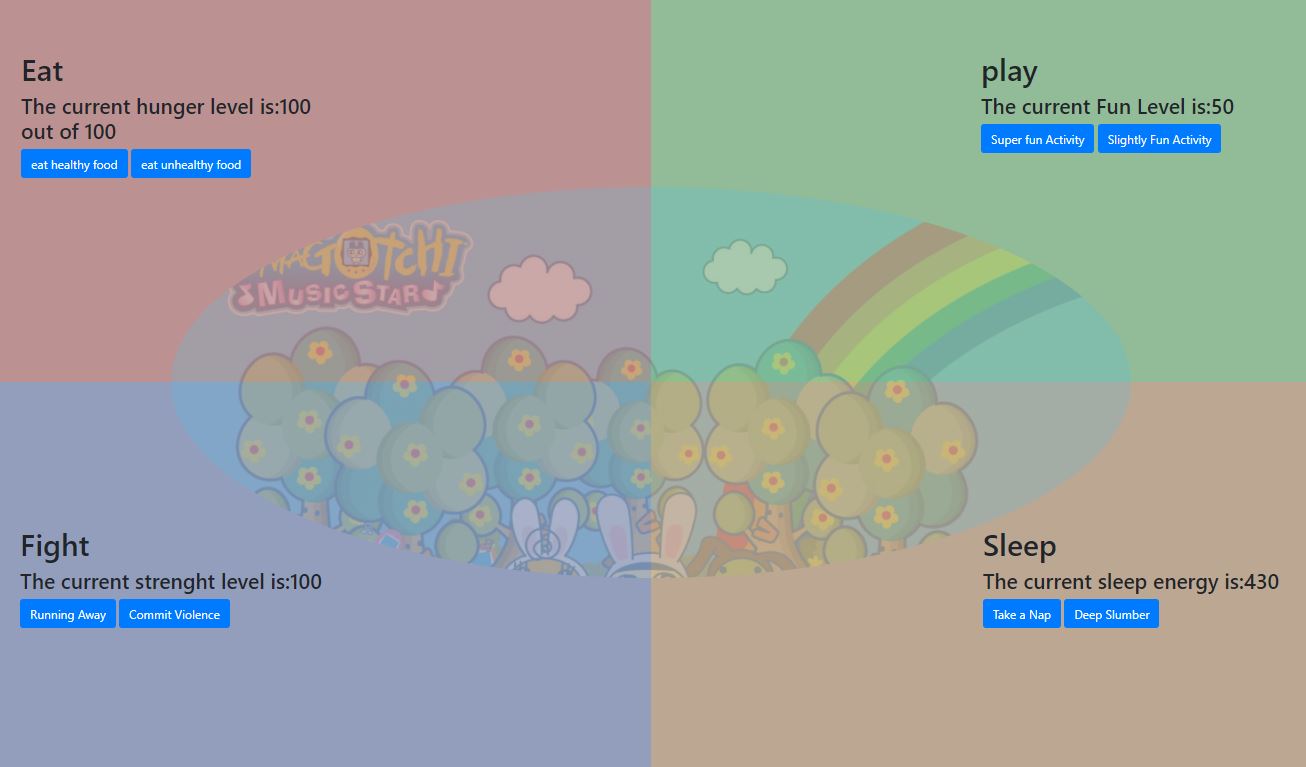 Eat
The current hunger level is:100
out of 100
eat healthy food eat unhealthy food
play
The current Fun Level is:50
Super fun Activity Slightly Fun Activity
MAGOTCHI
MUSIC STAR
Fight
The current strenght level is:100
Running Away Commit Violence
Sleep
The current sleep energy is:430
Take a Nap Deep Slumber